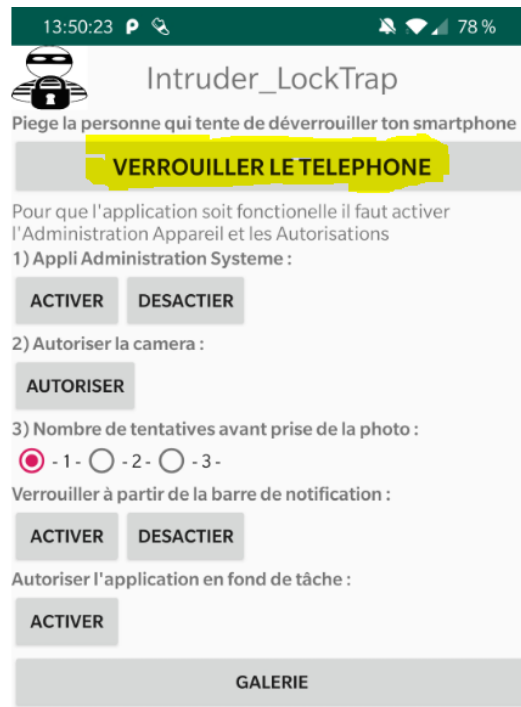 13:50:23 78 %
Intruder_LockTrap
Piege la personne qui tente de déverrouiller ton smartphone
VERROUILLER LE TELEPHONE
Pour que l'application soit fonctionelle il faut activer
l'Administration Appareil et les Autorisations
1) Appli Administration Systeme :
ACTIVER DESACTIER
2) Autoriser la camera :
AUTORISER
3) Nombre de tentatives avant prise de la photo :
- 1 - - 2 - - 3 -
Verrouiller à partir de la barre de notification :
ACTIVER DESACTIER
Autoriser l'application en fond de tâche :
ACTIVER
GALERIE